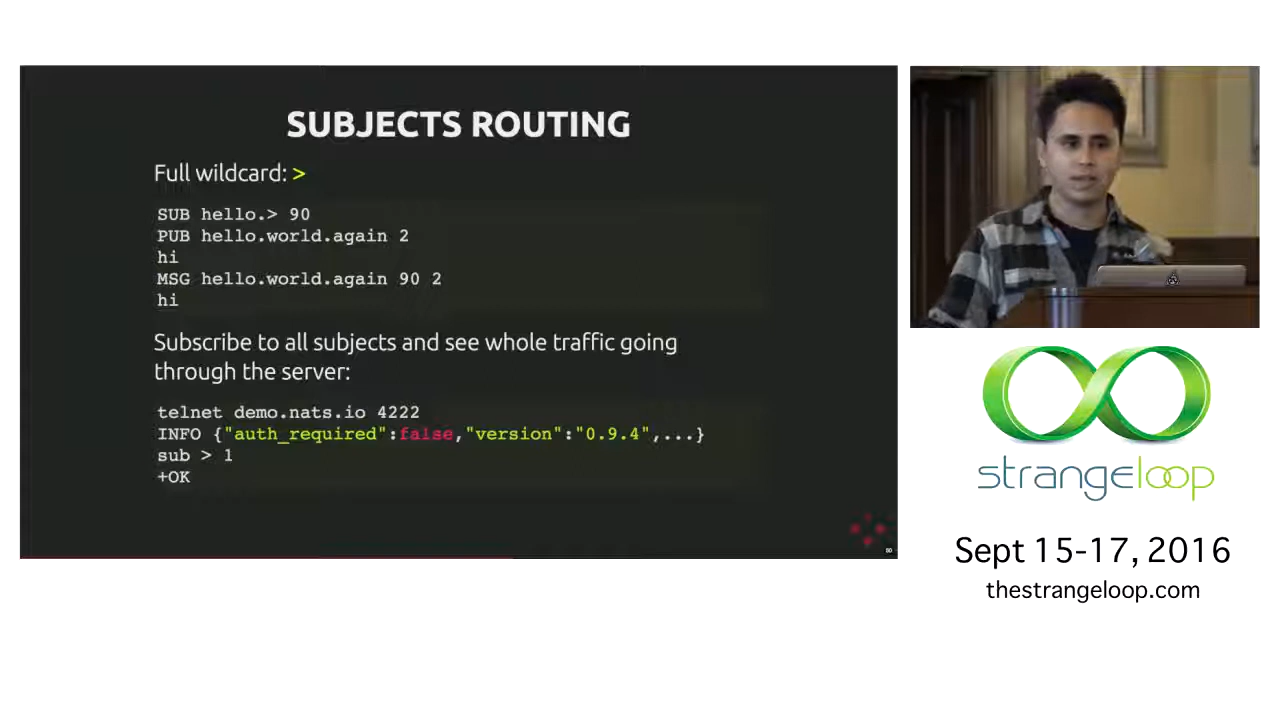 SUBJECTS ROUTING
Full wildcard: >
SUB hello.> 90
PUB hello.world.again 2
hi
MSG hello.world.again 90 2
hi
Subscribe to all subjects and see whole traffic going
through the server:
telnet demo.nats.io 4222
INFO {"auth_required":false,"version":"0.9.4",...}
sub > 1
+OK
strangeloop
Sept 15-17, 2016
thestrangeloop.com